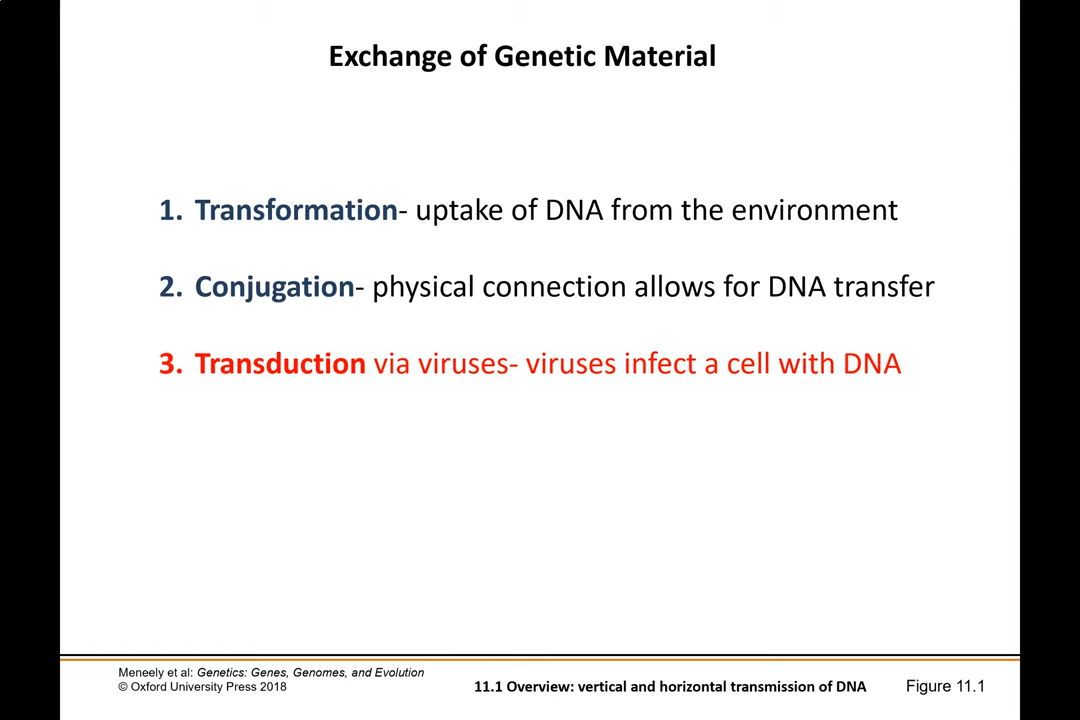 Exchange of Genetic Material
1. Transformation- uptake of DNA from the environment
2. Conjugation- physical connection allows for DNA transfer
3. Transduction via viruses- viruses infect a cell with DNA
Meneely et al: Genetics: Genes, Genomes, and Evolution
© Oxford University Press 2018
11.1 Overview: vertical and horizontal transmission of DNA
Figure 11.1